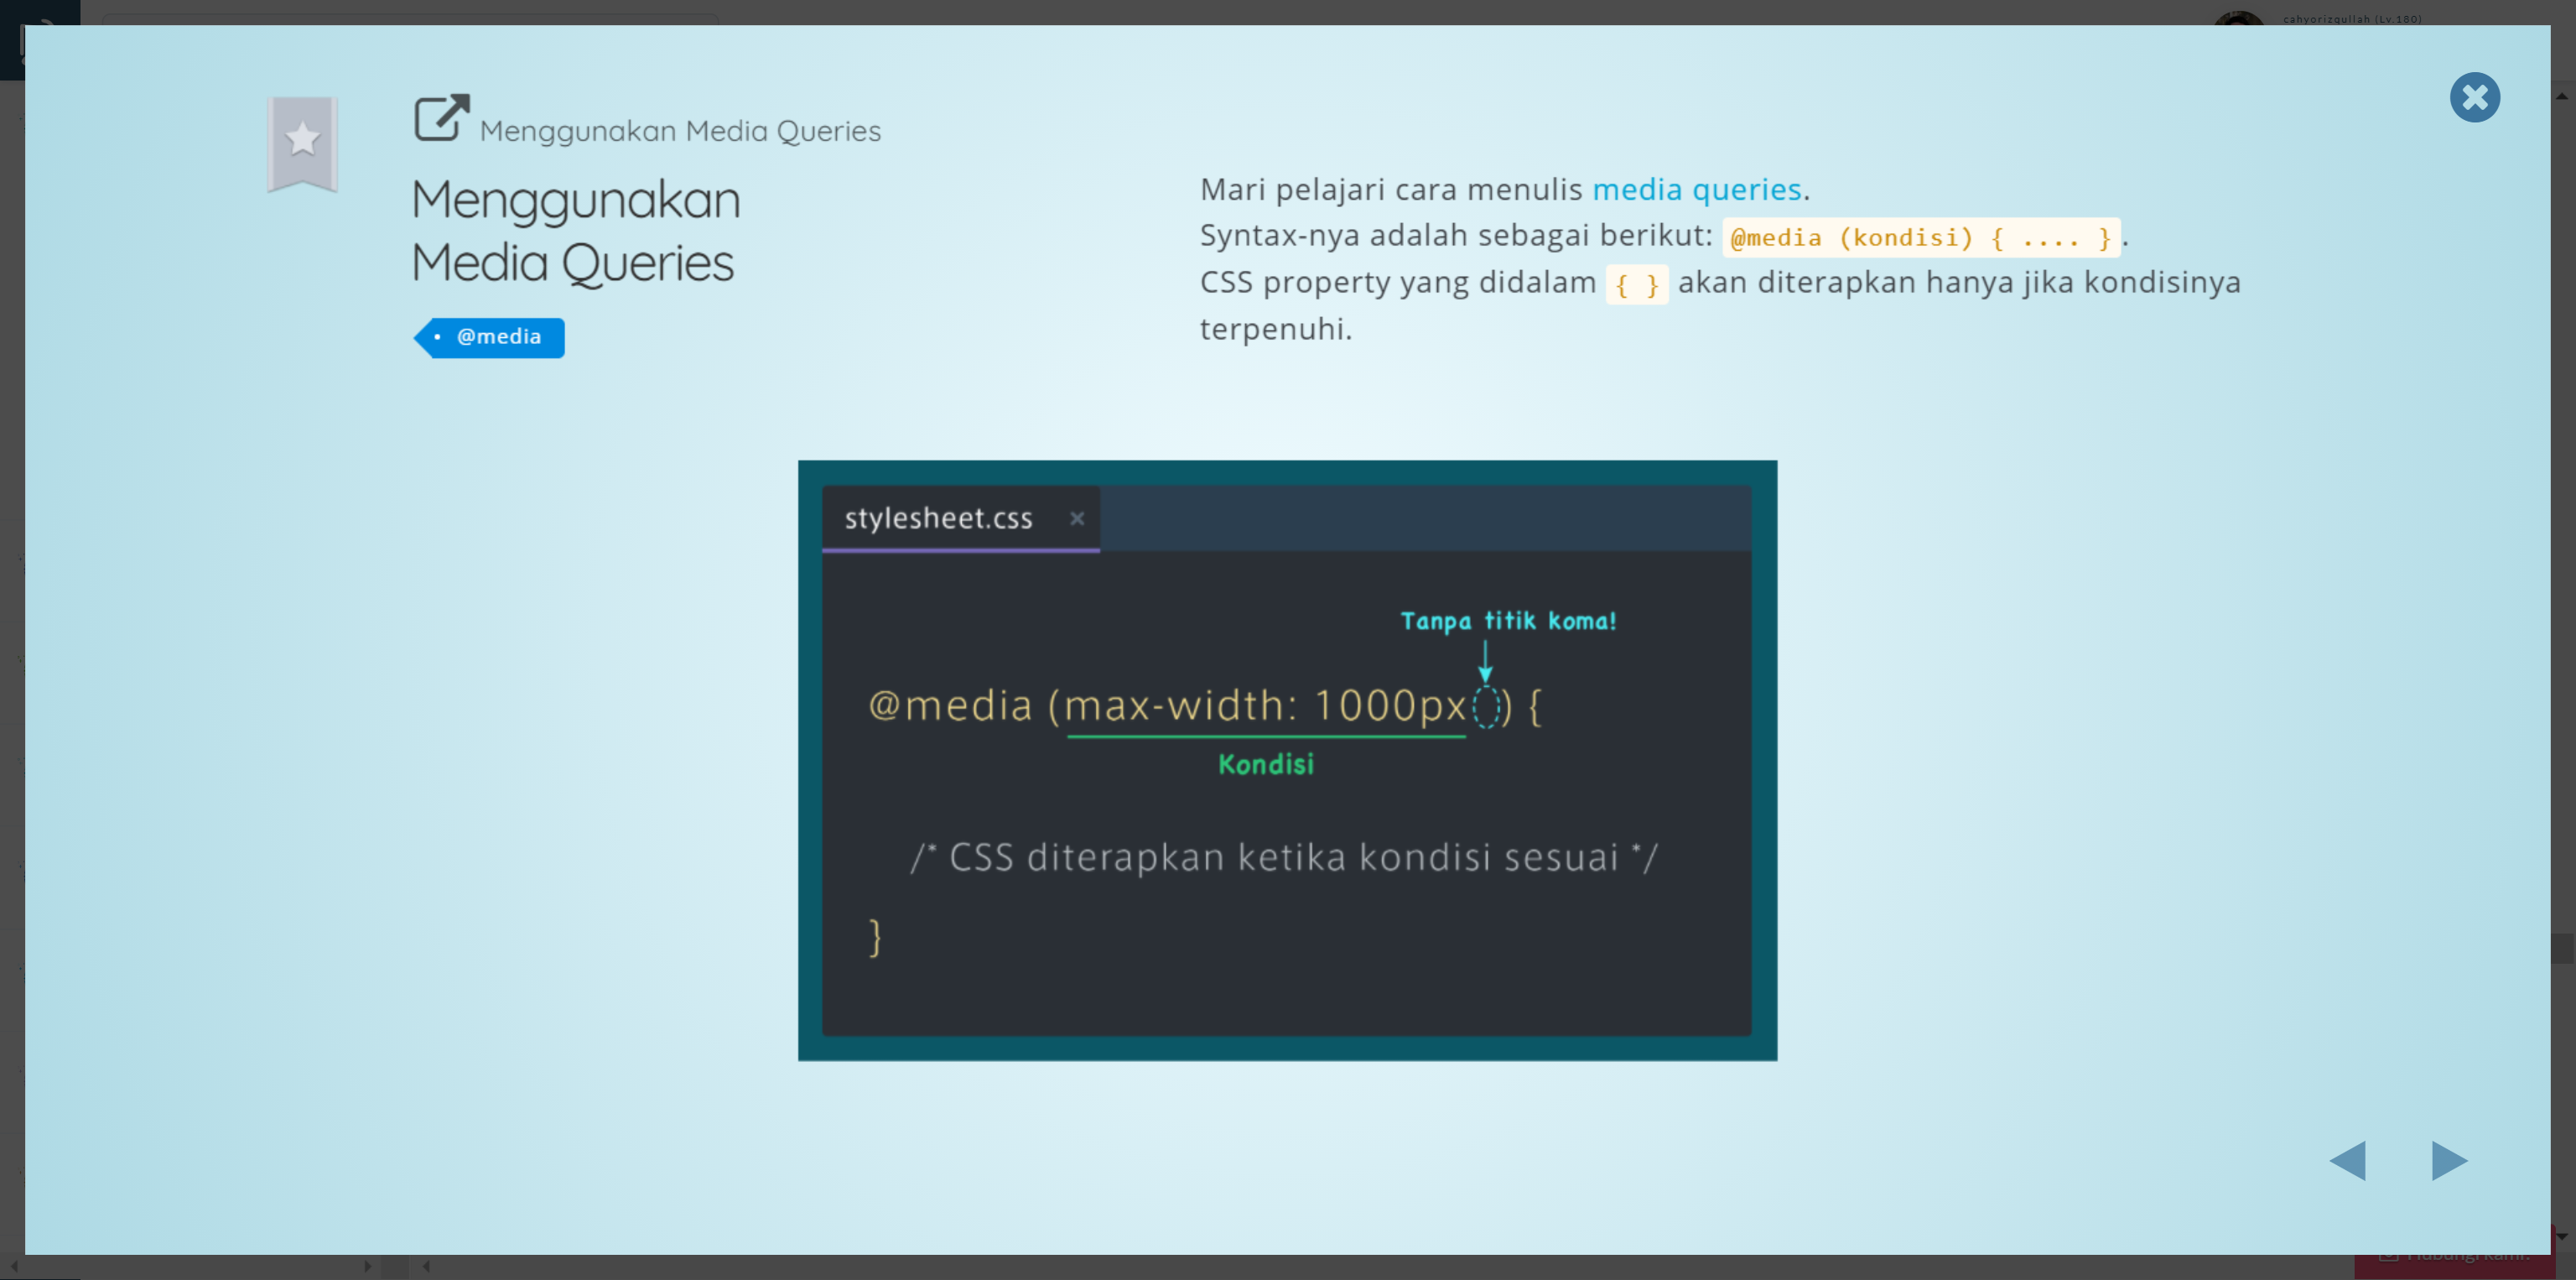 cahyorizqullah (Lv.180)
Menggunakan Media Queries
Menggunakan
Media Queries
@media
Mari pelajari cara menulis media queries.
Syntax-nya adalah sebagai berikut: @media (kondisi) { .... }.
CSS property yang didalam { } akan diterapkan hanya jika kondisinya
terpenuhi.
stylesheet.css ×
Tanpa titik koma!
@media (max-width: 1000px) {
Kondisi
/* CSS diterapkan ketika kondisi sesuai */
}
Hubungi kami!